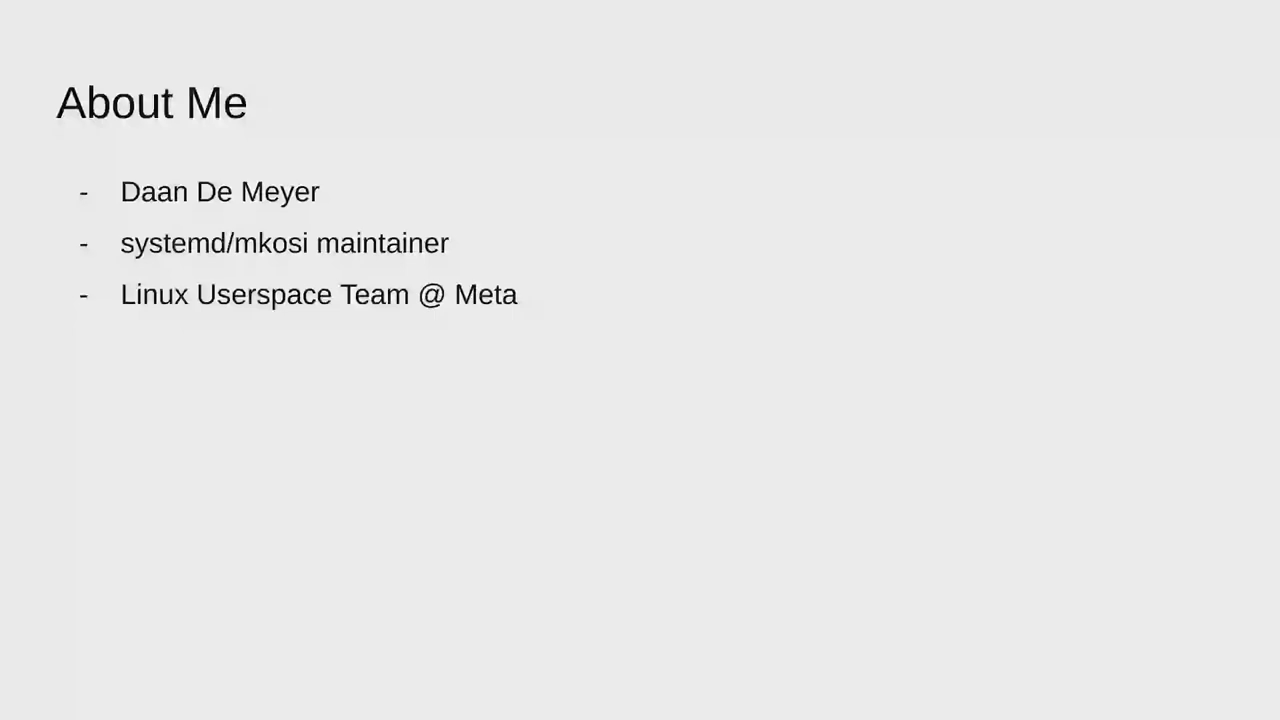 About Me
- Daan De Meyer
- systemd/mkosi maintainer
- Linux Userspace Team @ Meta